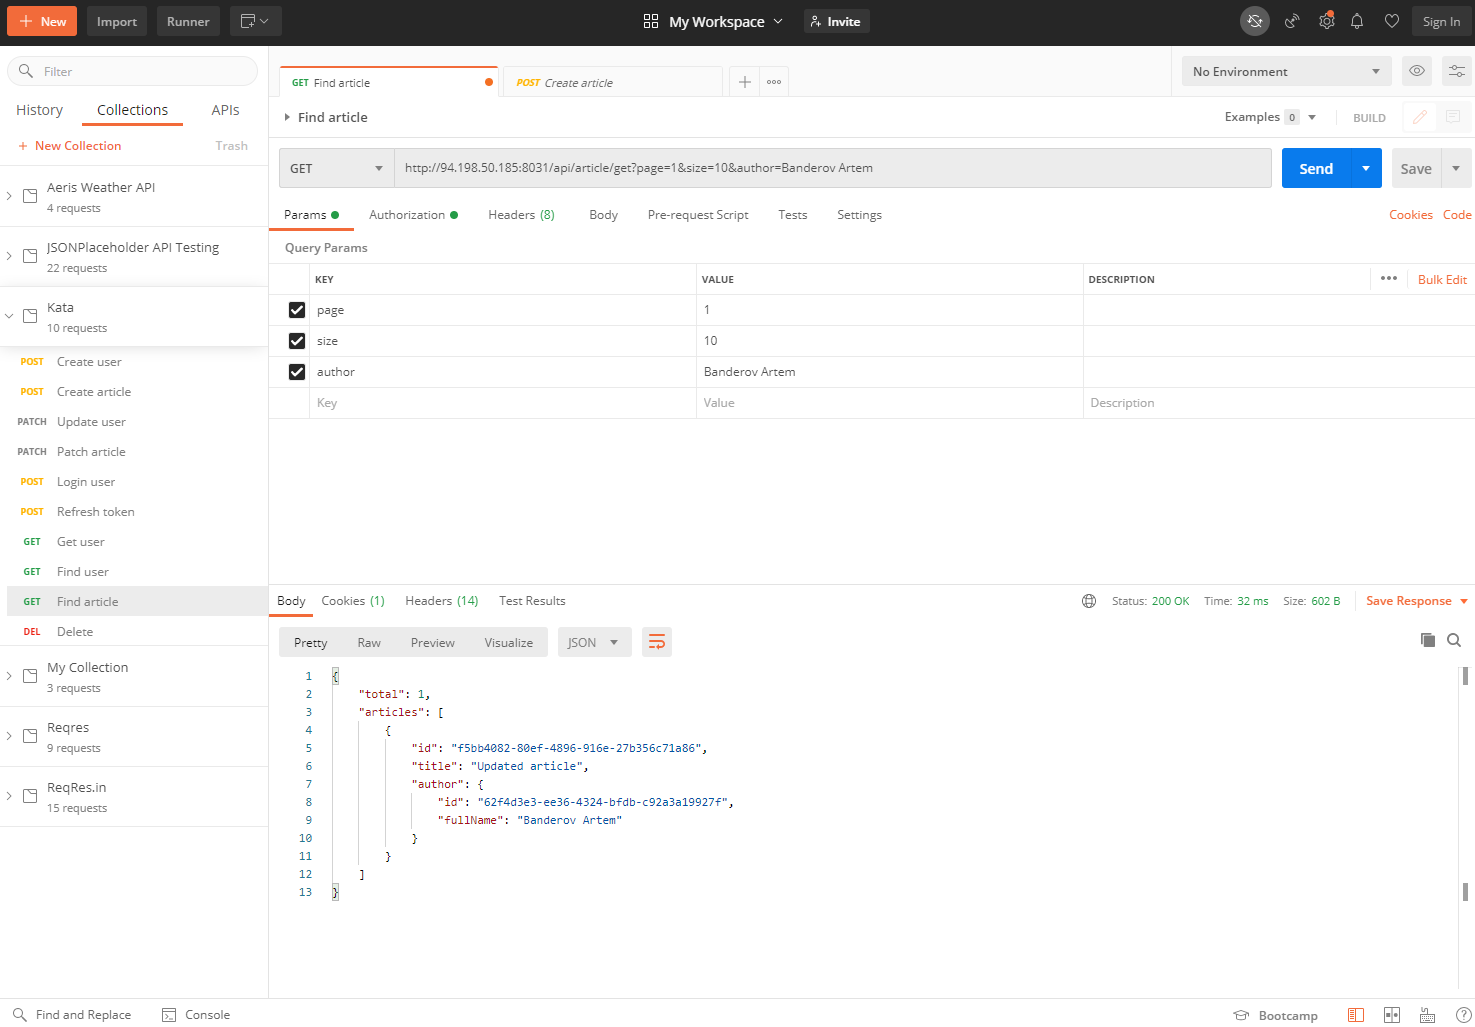 New
Import
Runner
My Workspace
Invite
Sign In
Filter
History
Collections
APIs
New Collection
Trash
Aeris Weather API
4 requests
JSONPlaceholder API Testing
22 requests
Kata
10 requests
POST Create user
POST Create article
PATCH Update user
PATCH Patch article
POST Login user
POST Refresh token
GET Get user
GET Find user
GET Find article
DEL Delete
My Collection
3 requests
Reqres
9 requests
ReqRes.in
15 requests
GET Find article
POST Create article
No Environment
Find article
Examples 0
BUILD
GET
http://94.198.50.185:8031/api/article/get?page=1&size=10&author=Banderov Artem
Send
Save
Params
Authorization
Headers (8)
Body
Pre-request Script
Tests
Settings
Cookies
Code
Query Params
KEY VALUE DESCRIPTION
Bulk Edit
page 1
size 10
author Banderov Artem
Key Value Description
Body
Cookies (1)
Headers (14)
Test Results
Status: 200 OK
Time: 32 ms
Size: 602 B
Save Response
Pretty
Raw
Preview
Visualize
JSON
1 {
2 "total": 1,
3 "articles": [
4 {
5 "id": "f5bb4082-80ef-4896-916e-27b356c71a86",
6 "title": "Updated article",
7 "author": {
8 "id": "62f4d3e3-ee36-4324-bfdb-c92a3a19927f",
9 "fullName": "Banderov Artem"
10 }
11 }
12 ]
13 }
Find and Replace
Console
Bootcamp